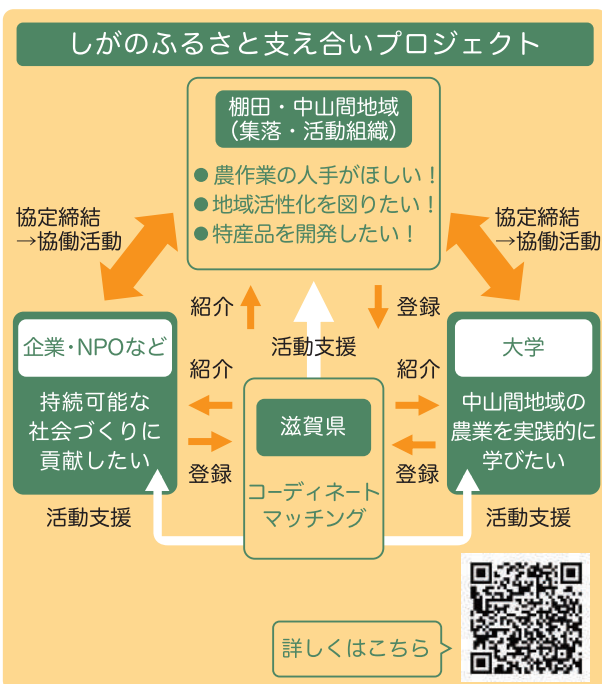 しがのふるさと支え合いプロジェクト
棚田・中山間地域
（集落・活動組織）
● 農作業の人手がほしい！
● 地域活性化を図りたい！
● 特産品を開発したい！
協定締結
→協働活動
協定締結
→協働活動
紹介
登録
活動支援
企業・NPOなど
持続可能な
社会づくりに
貢献したい
大学
中山間地域の
農業を実践的に
学びたい
紹介
登録
紹介
登録
滋賀県
コーディネート
マッチング
活動支援
活動支援
詳しくはこちら